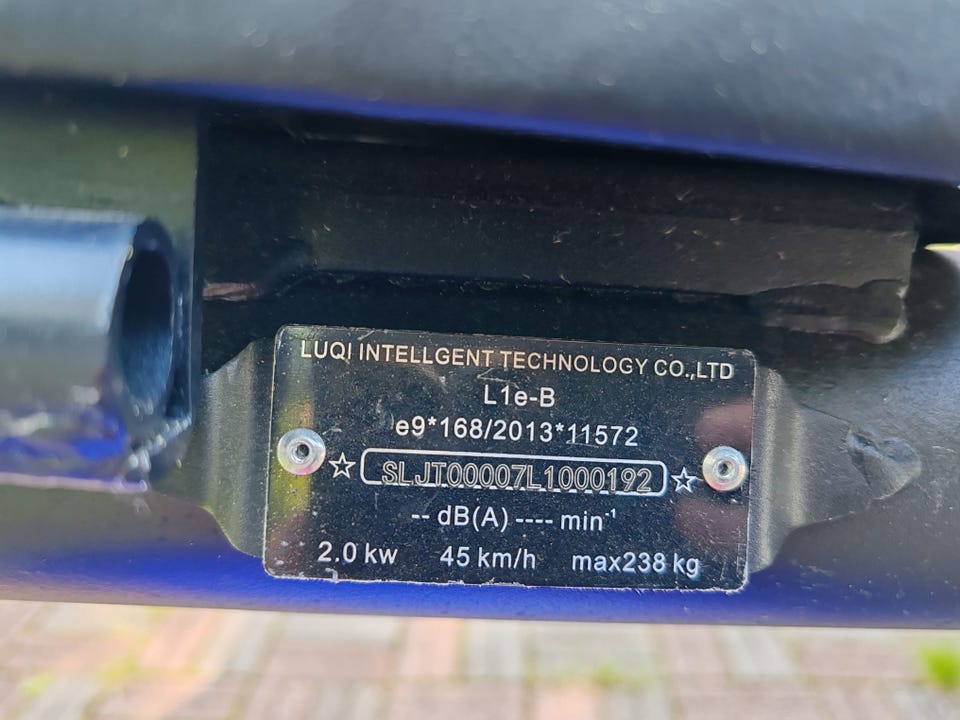 LUQI INTELLGENT TECHNOLOGY CO.,LTD
L1e-B
e9*168/2013*11572
☆ SLJT00007L1000192 ☆
-- dB(A) ---- min⁻¹
2.0 kw 45 km/h max238 kg